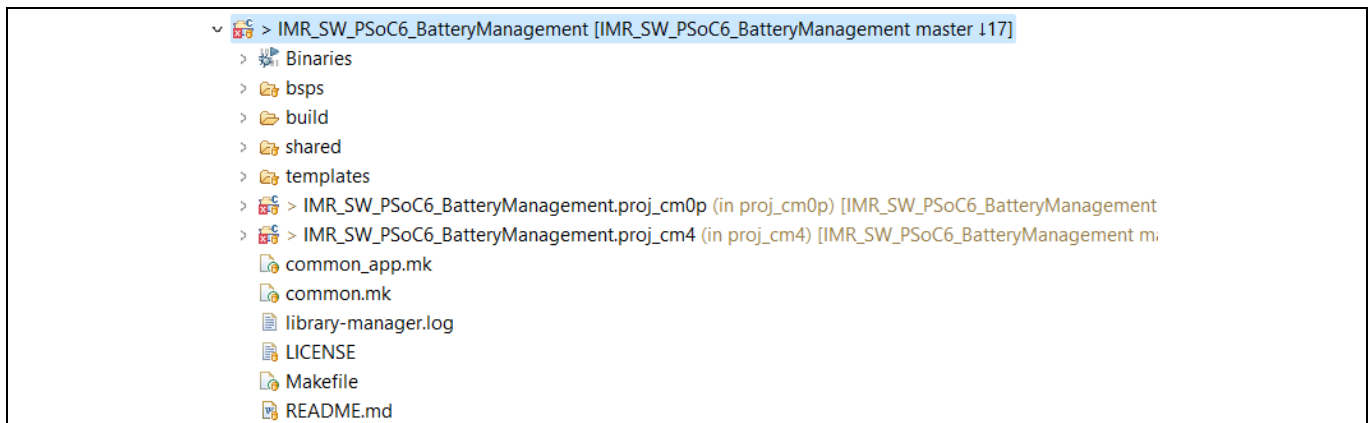 > IMR_SW_PSoC6_BatteryManagement [IMR_SW_PSoC6_BatteryManagement master ↓17]
Binaries
bsps
build
shared
templates
> IMR_SW_PSoC6_BatteryManagement.proj_cm0p (in proj_cm0p) [IMR_SW_PSoC6_BatteryManagement
> IMR_SW_PSoC6_BatteryManagement.proj_cm4 (in proj_cm4) [IMR_SW_PSoC6_BatteryManagement ma
common_app.mk
common.mk
library-manager.log
LICENSE
Makefile
README.md